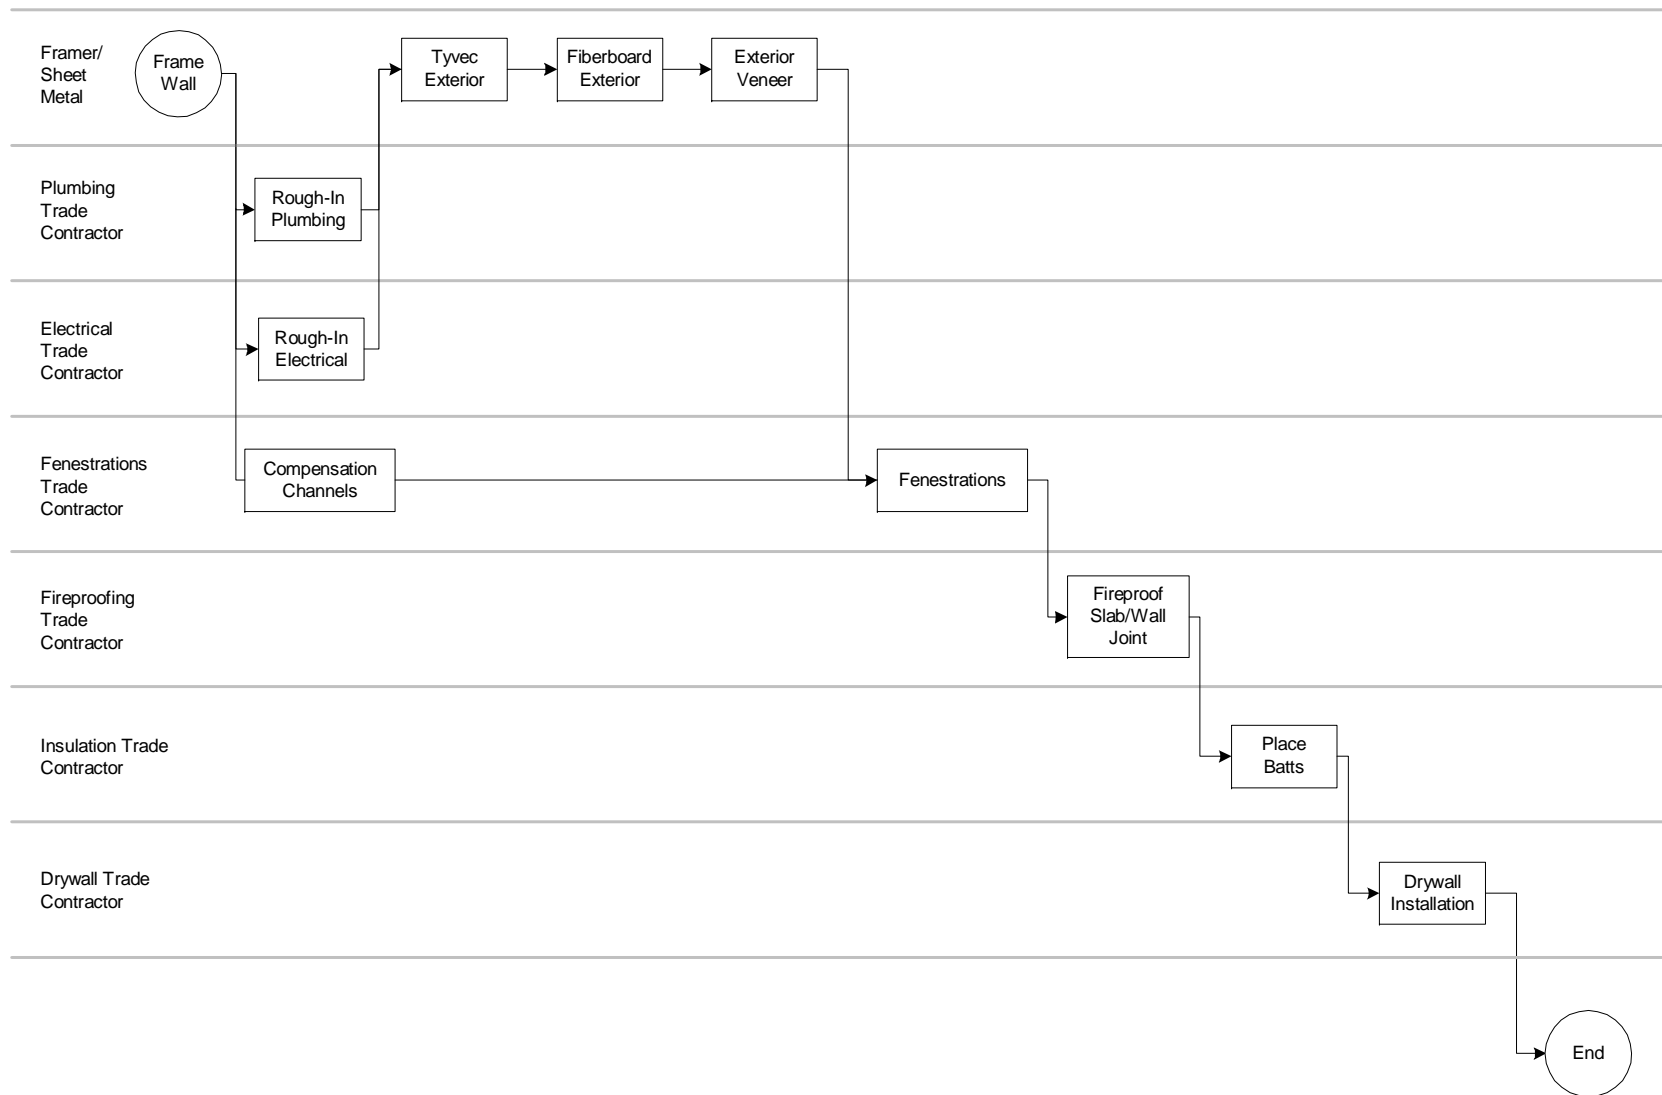 Framer/
Sheet
Metal
Frame
Wall
Tyvec
Exterior
Fiberboard
Exterior
Exterior
Veneer
Plumbing
Trade
Contractor
Rough-In
Plumbing
Electrical
Trade
Contractor
Rough-In
Electrical
Fenestrations
Trade
Contractor
Compensation
Channels
Fenestrations
Fireproofing
Trade
Contractor
Fireproof
Slab/Wall
Joint
Insulation Trade
Contractor
Place
Batts
Drywall Trade
Contractor
Drywall
Installation
End